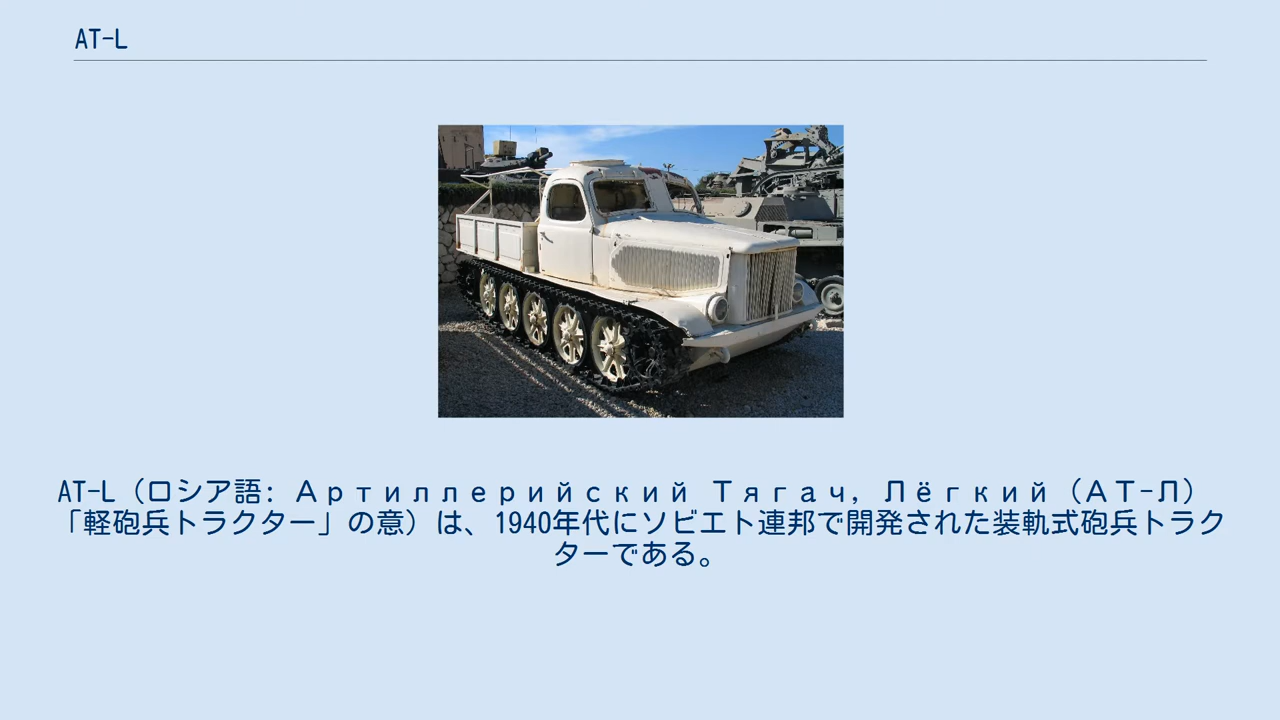 AT-L
AT-L（ロシア語: Артиллерийский Тягач, Лёгкий（АТ-Л）
「軽砲兵トラクター」の意）は、1940年代にソビエト連邦で開発された装軌式砲兵トラク
ターである。